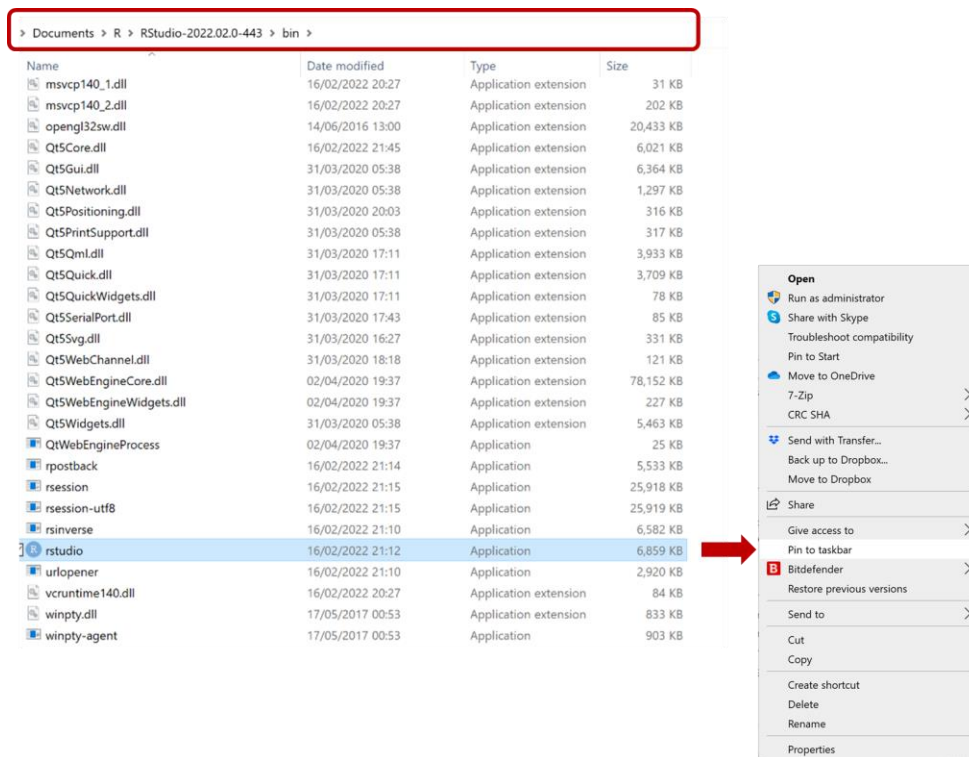 > Documents > R > RStudio-2022.02.0-443 > bin >
Name Date modified Type Size
msvcp140_1.dll 16/02/2022 20:27 Application extension 31 KB
msvcp140_2.dll 16/02/2022 20:27 Application extension 202 KB
opengl32sw.dll 14/06/2016 13:00 Application extension 20,433 KB
Qt5Core.dll 16/02/2022 21:45 Application extension 6,021 KB
Qt5Gui.dll 31/03/2020 05:38 Application extension 6,364 KB
Qt5Network.dll 31/03/2020 05:38 Application extension 1,297 KB
Qt5Positioning.dll 31/03/2020 20:03 Application extension 316 KB
Qt5PrintSupport.dll 31/03/2020 05:38 Application extension 317 KB
Qt5Qml.dll 31/03/2020 17:11 Application extension 3,933 KB
Qt5Quick.dll 31/03/2020 17:11 Application extension 3,709 KB
Qt5QuickWidgets.dll 31/03/2020 17:11 Application extension 78 KB
Qt5SerialPort.dll 31/03/2020 17:43 Application extension 85 KB
Qt5Svg.dll 31/03/2020 16:27 Application extension 331 KB
Qt5WebChannel.dll 31/03/2020 18:18 Application extension 121 KB
Qt5WebEngineCore.dll 02/04/2020 19:37 Application extension 78,152 KB
Qt5WebEngineWidgets.dll 02/04/2020 19:37 Application extension 227 KB
Qt5Widgets.dll 31/03/2020 05:38 Application extension 5,463 KB
QtWebEngineProcess 02/04/2020 19:37 Application 25 KB
rpostback 16/02/2022 21:14 Application 5,533 KB
rsession 16/02/2022 21:15 Application 25,918 KB
rsession-utf8 16/02/2022 21:15 Application 25,919 KB
rsinverse 16/02/2022 21:10 Application 6,582 KB
R rstudio 16/02/2022 21:12 Application 6,859 KB
urlopener 16/02/2022 21:10 Application 2,920 KB
vcruntime140.dll 16/02/2022 20:27 Application extension 84 KB
winpty.dll 17/05/2017 00:53 Application extension 833 KB
winpty-agent 17/05/2017 00:53 Application 903 KB
Open
Run as administrator
S Share with Skype
Troubleshoot compatibility
Pin to Start
Move to OneDrive
7-Zip >
CRC SHA >
Send with Transfer...
Back up to Dropbox...
Move to Dropbox
Share
Give access to >
Pin to taskbar
B Bitdefender >
Restore previous versions
Send to >
Cut
Copy
Create shortcut
Delete
Rename
Properties